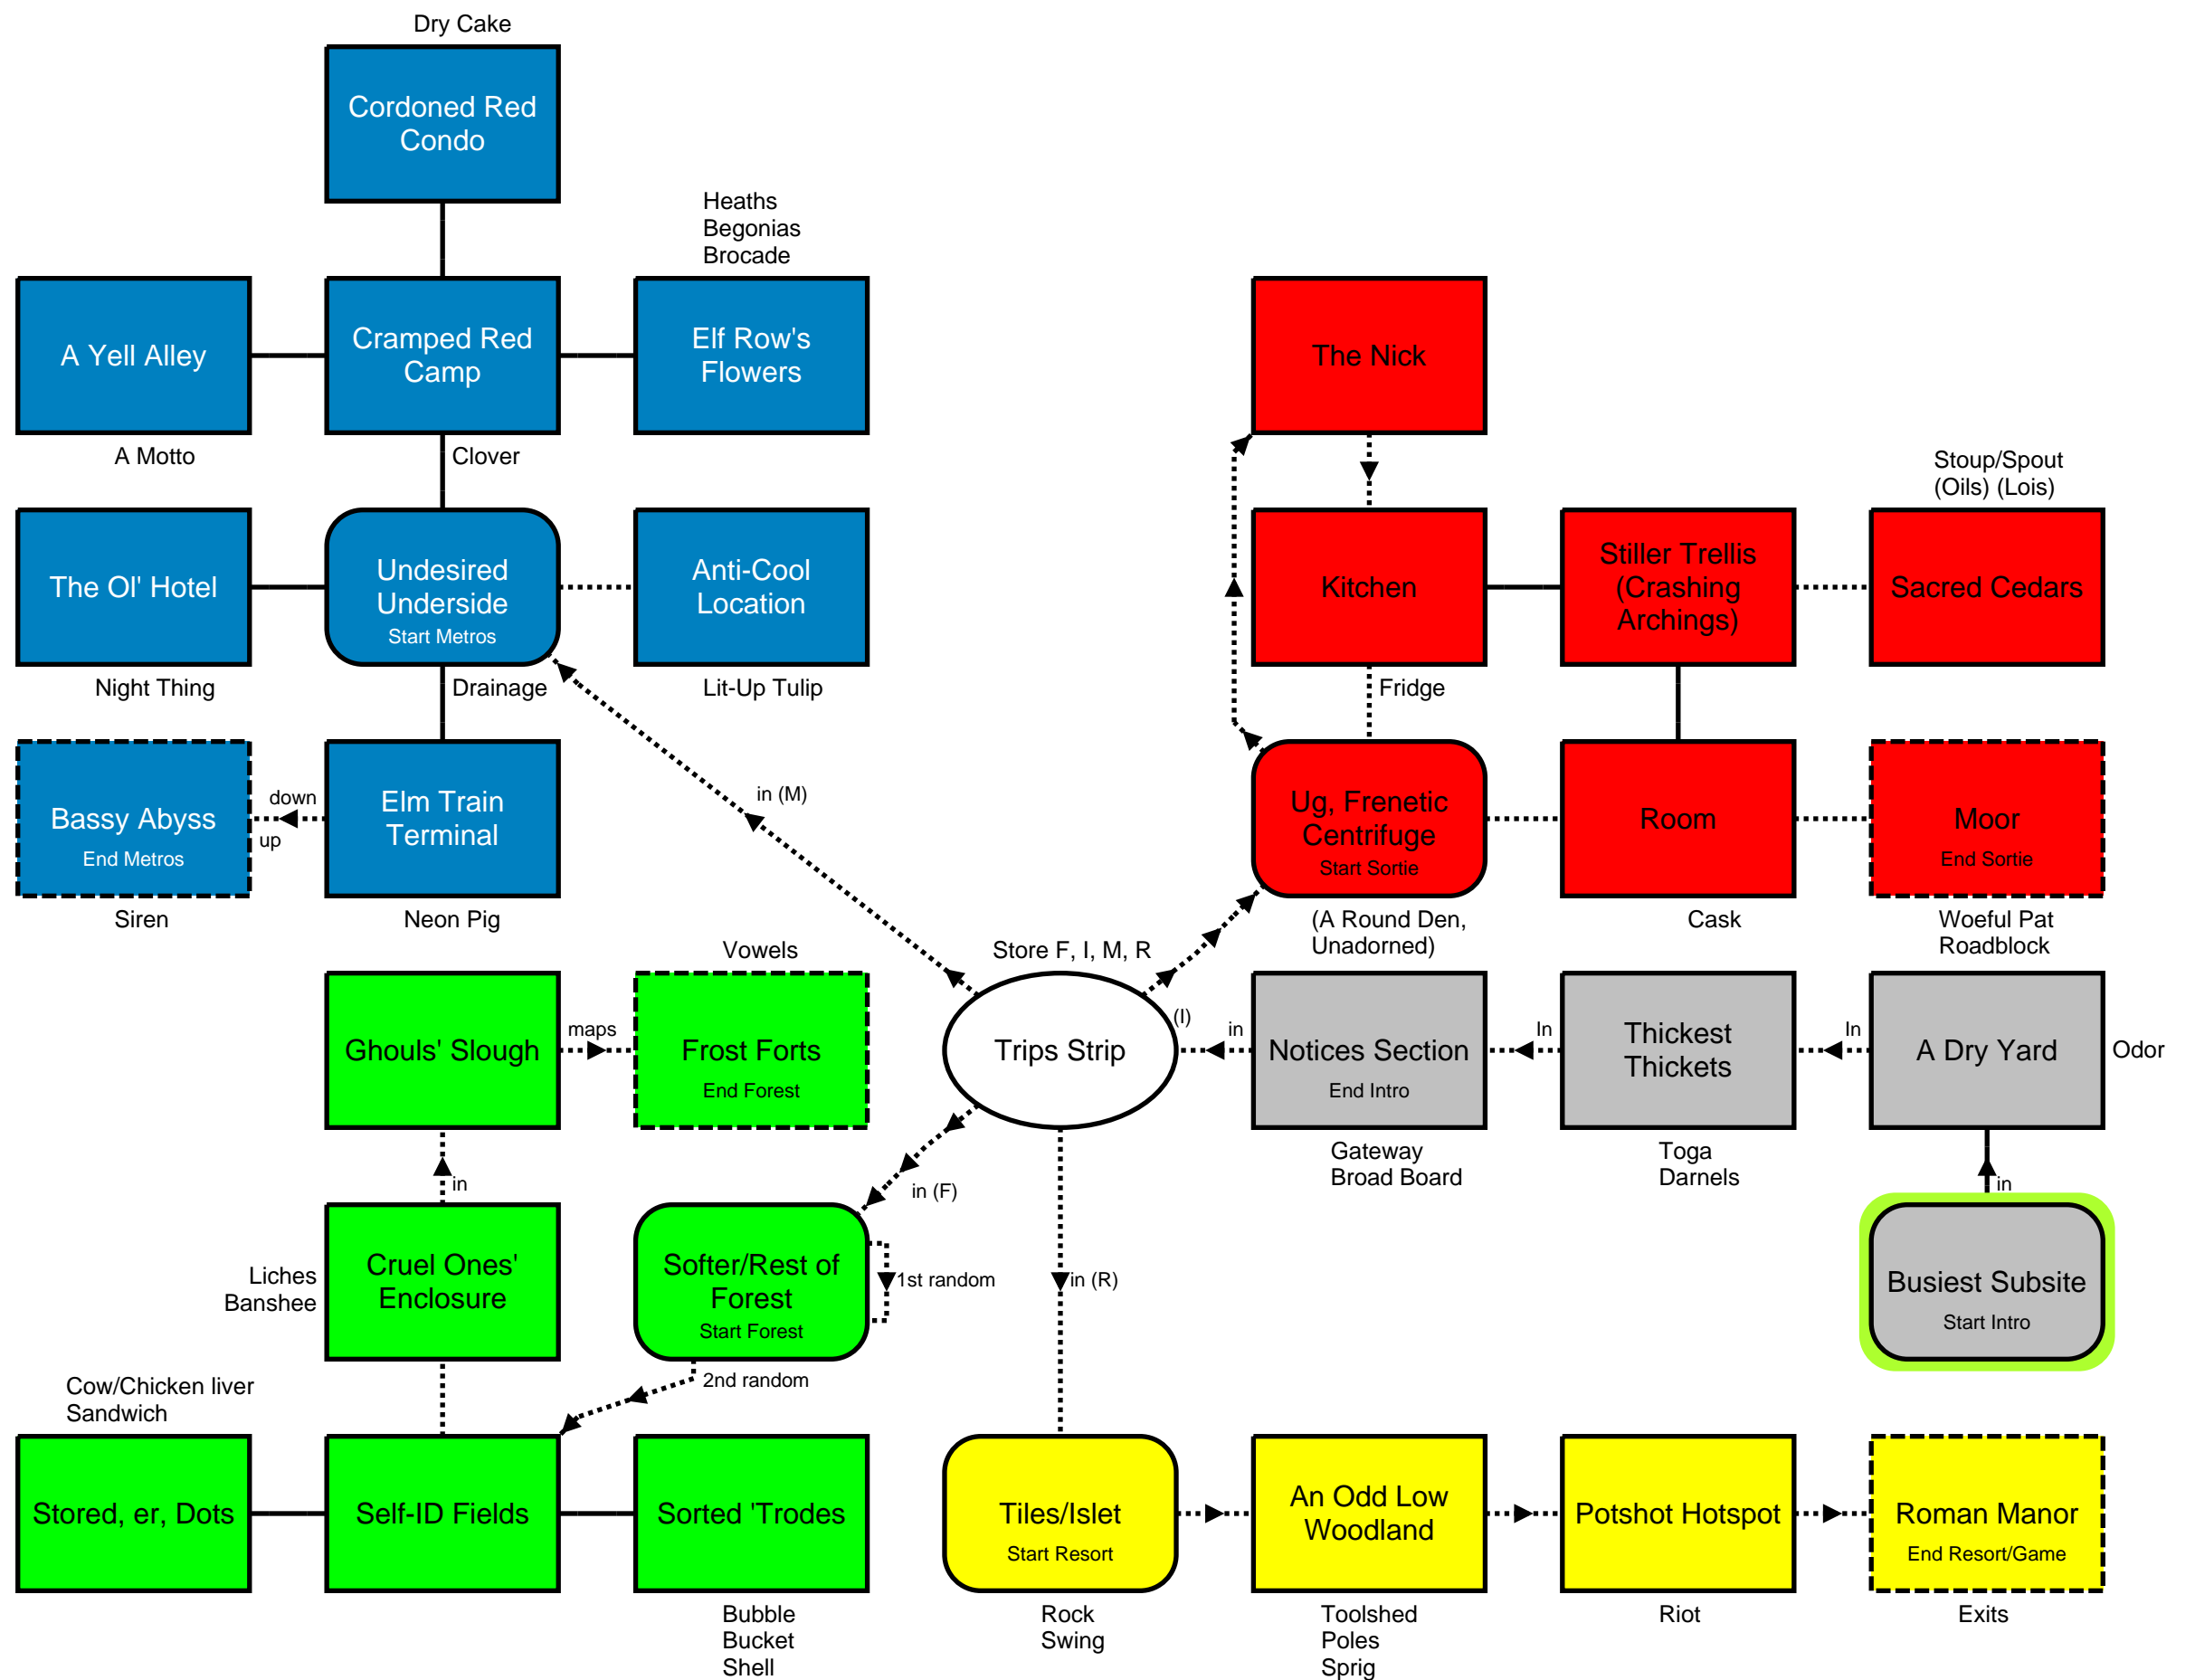 Dry Cake
Cordoned Red
Condo
Heaths
Begonias
Brocade
A Yell Alley
Cramped Red
Camp
Elf Row's
Flowers
The Nick
A Motto
Clover
Stoup/Spout
(Oils) (Lois)
The Ol' Hotel
Undesired
Underside
Start Metros
Anti-Cool
Location
Kitchen
Stiller Trellis
(Crashing
Archings)
Sacred Cedars
Night Thing
Drainage
Lit-Up Tulip
Fridge
Bassy Abyss
End Metros
down
up
Elm Train
Terminal
in (M)
Ug, Frenetic
Centrifuge
Start Sortie
Room
Moor
End Sortie
Siren
Neon Pig
(A Round Den,
Unadorned)
Cask
Woeful Pat
Roadblock
Vowels
Store F, I, M, R
Ghouls' Slough
maps
Frost Forts
End Forest
Trips Strip
(I)
in
Notices Section
End Intro
In
Thickest
Thickets
In
A Dry Yard
Odor
Gateway
Broad Board
Toga
Darnels
in
in (F)
in
Liches
Banshee
Cruel Ones'
Enclosure
Softer/Rest of
Forest
Start Forest
1st random
in (R)
Busiest Subsite
Start Intro
2nd random
Cow/Chicken liver
Sandwich
Stored, er, Dots
Self-ID Fields
Sorted 'Trodes
Tiles/Islet
Start Resort
An Odd Low
Woodland
Potshot Hotspot
Roman Manor
End Resort/Game
Bubble
Bucket
Shell
Rock
Swing
Toolshed
Poles
Sprig
Riot
Exits